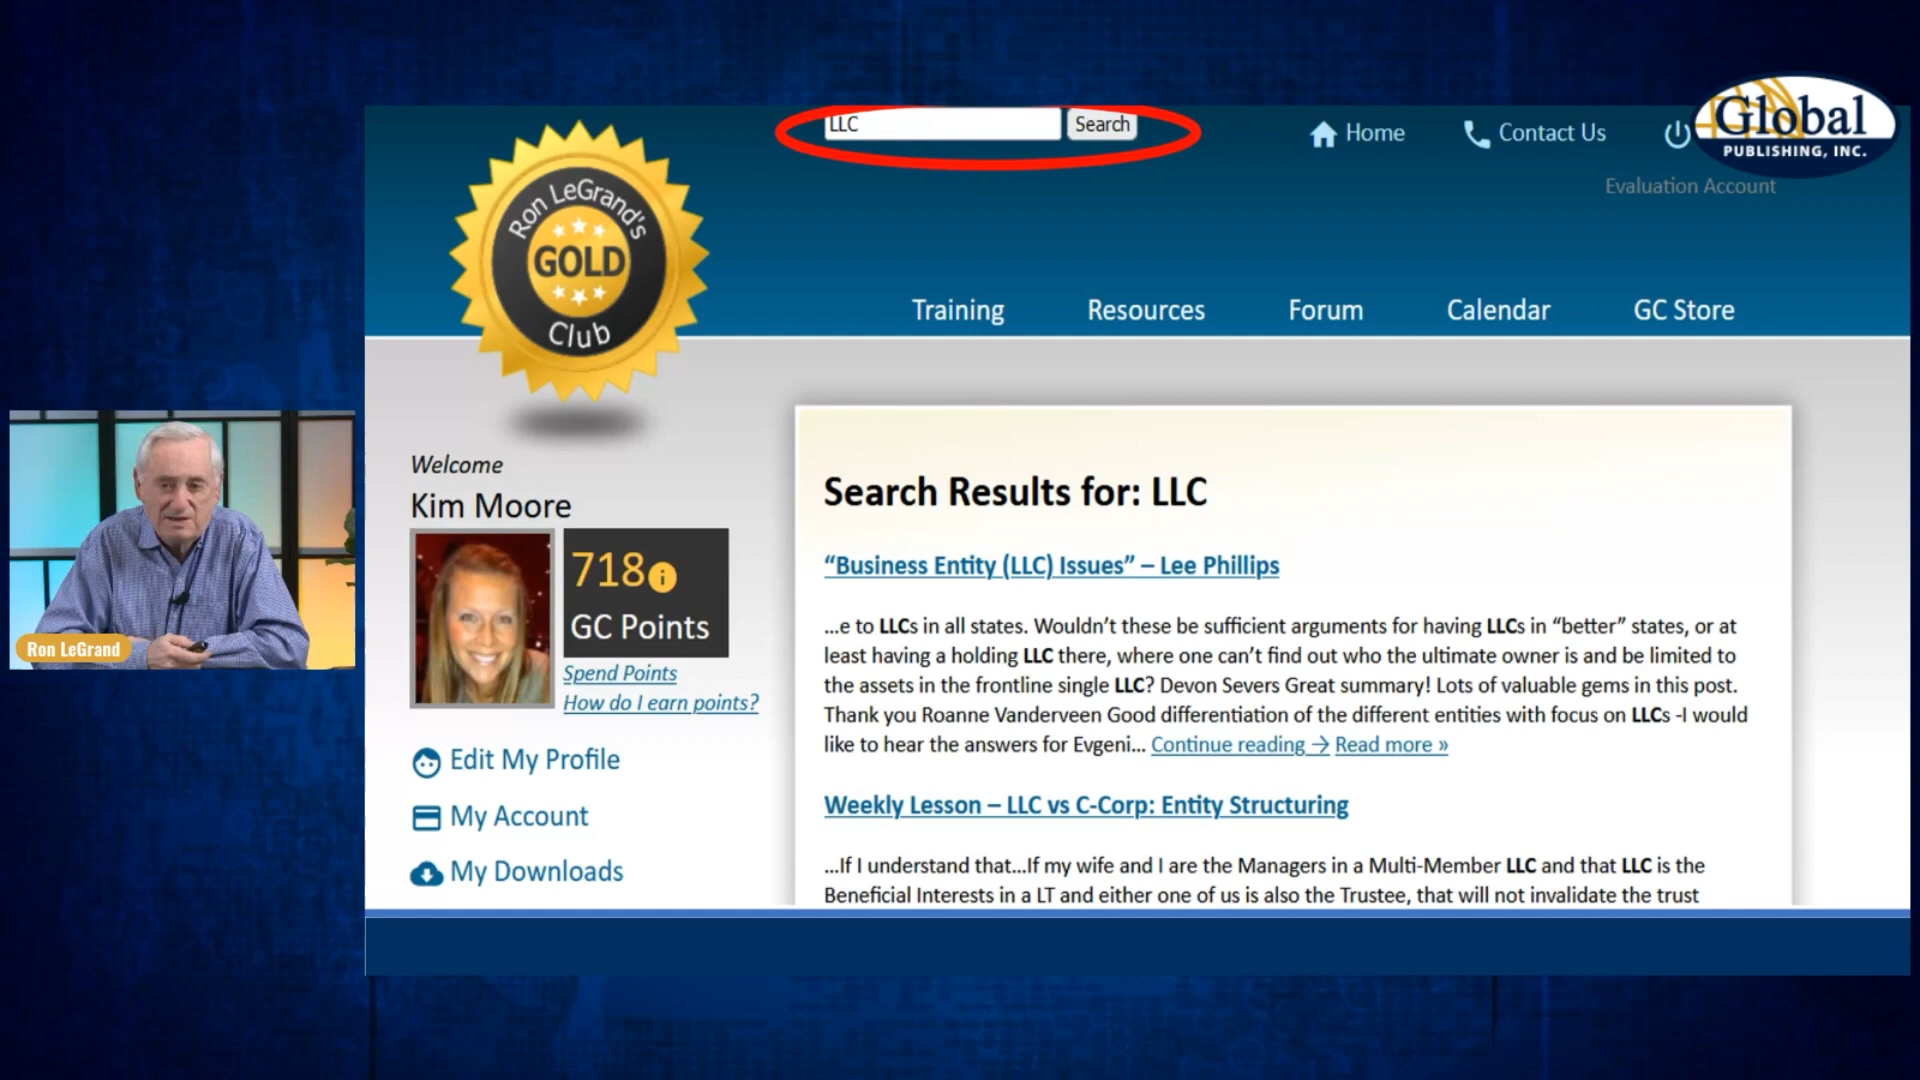 LLC
Search
Home
Contact Us
Global
PUBLISHING, INC.
Evaluation Account
Ron LeGrand's
GOLD
Club
Training
Resources
Forum
Calendar
GC Store
Welcome
Kim Moore
718
GC Points
Spend Points
How do I earn points?
Edit My Profile
My Account
My Downloads
Ron LeGrand
Search Results for: LLC
“Business Entity (LLC) Issues” – Lee Phillips
...e to LLCs in all states. Wouldn’t these be sufficient arguments for having LLCs in “better” states, or at
least having a holding LLC there, where one can’t find out who the ultimate owner is and be limited to
the assets in the frontline single LLC? Devon Severs Great summary! Lots of valuable gems in this post.
Thank you Roanne Vanderveen Good differentiation of the different entities with focus on LLCs -I would
like to hear the answers for Evgeni... Continue reading → Read more »
Weekly Lesson – LLC vs C-Corp: Entity Structuring
...If I understand that...If my wife and I are the Managers in a Multi-Member LLC and that LLC is the
Beneficial Interests in a LT and either one of us is also the Trustee, that will not invalidate the trust